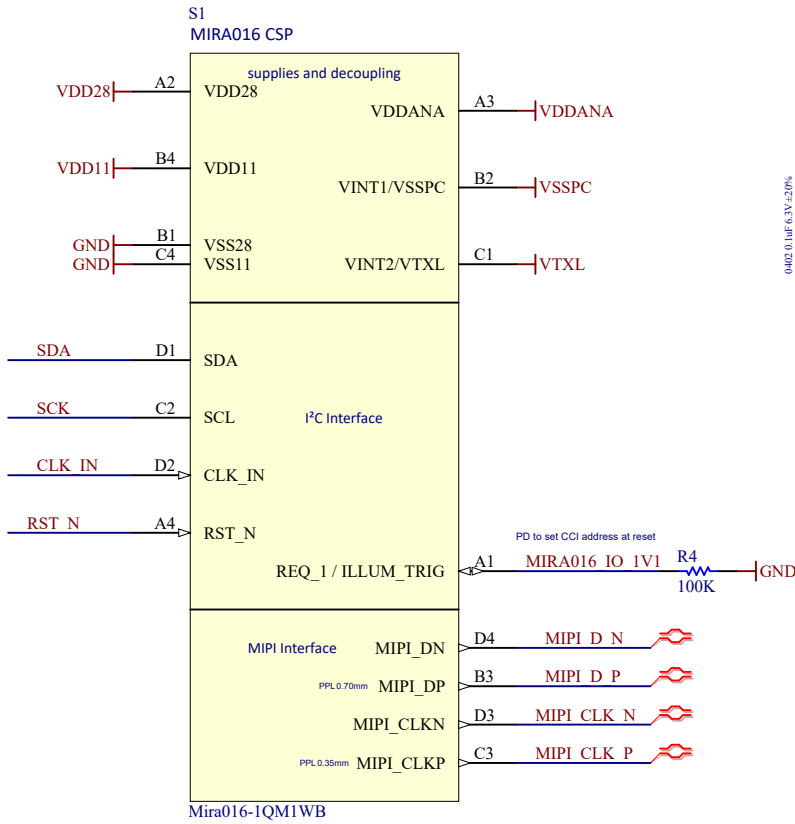 S1
MIRA016 CSP
supplies and decoupling
VDD28 A2 VDD28
VDDANA A3 VDDANA
VDD11 B4 VDD11
VINT1/VSSPC B2 VSSPC
GND B1 VSS28
GND C4 VSS11
VINT2/VTXL C1 VTXL
0402 0.1uF 6.3V ±20%
SDA D1 SDA
SCK C2 SCL
I²C Interface
CLK_IN D2 CLK_IN
RST_N A4 RST_N
PD to set CCI address at reset
REQ_1 / ILLUM_TRIG A1 MIRA016_IO_1V1 R4 GND
100K
MIPI Interface
MIPI_DN D4 MIPI_D_N
PPL 0.70mm MIPI_DP B3 MIPI_D_P
MIPI_CLKN D3 MIPI_CLK_N
PPL 0.35mm MIPI_CLKP C3 MIPI_CLK_P
Mira016-1QM1WB